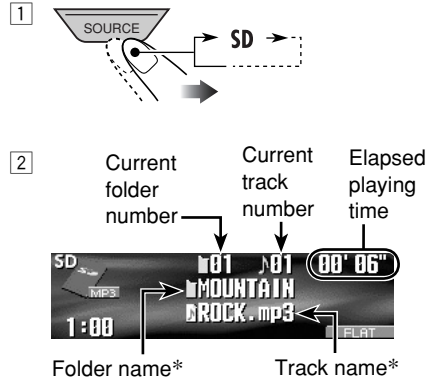 1
SOURCE
SD
2
Current folder number
Current track number
Elapsed playing time
SD
01
01
00' 06"
MP3
MOUNTAIN
ROCK.mp3
1:00
FLAT
Folder name*
Track name*